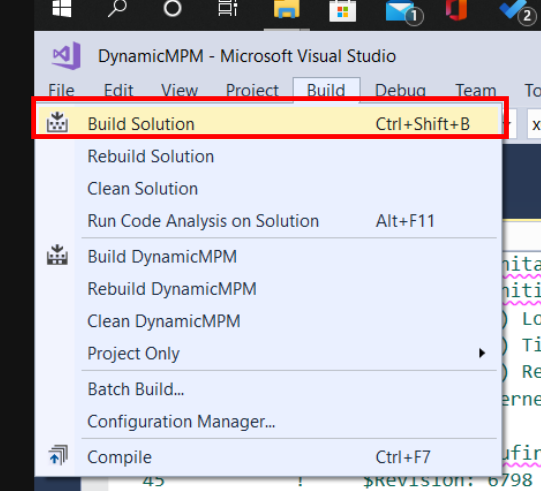 1
2
DynamicMPM - Microsoft Visual Studio
File Edit View Project Build Debug Team To
Build Solution Ctrl+Shift+B
x
Rebuild Solution
Clean Solution
Run Code Analysis on Solution Alt+F11
Build DynamicMPM
nita
Rebuild DynamicMPM
niti
Clean DynamicMPM
) Lo
Project Only
) Ti
) Re
Batch Build...
erne
Configuration Manager...
Compile Ctrl+F7
ufin
45 ! $Revision: 6798